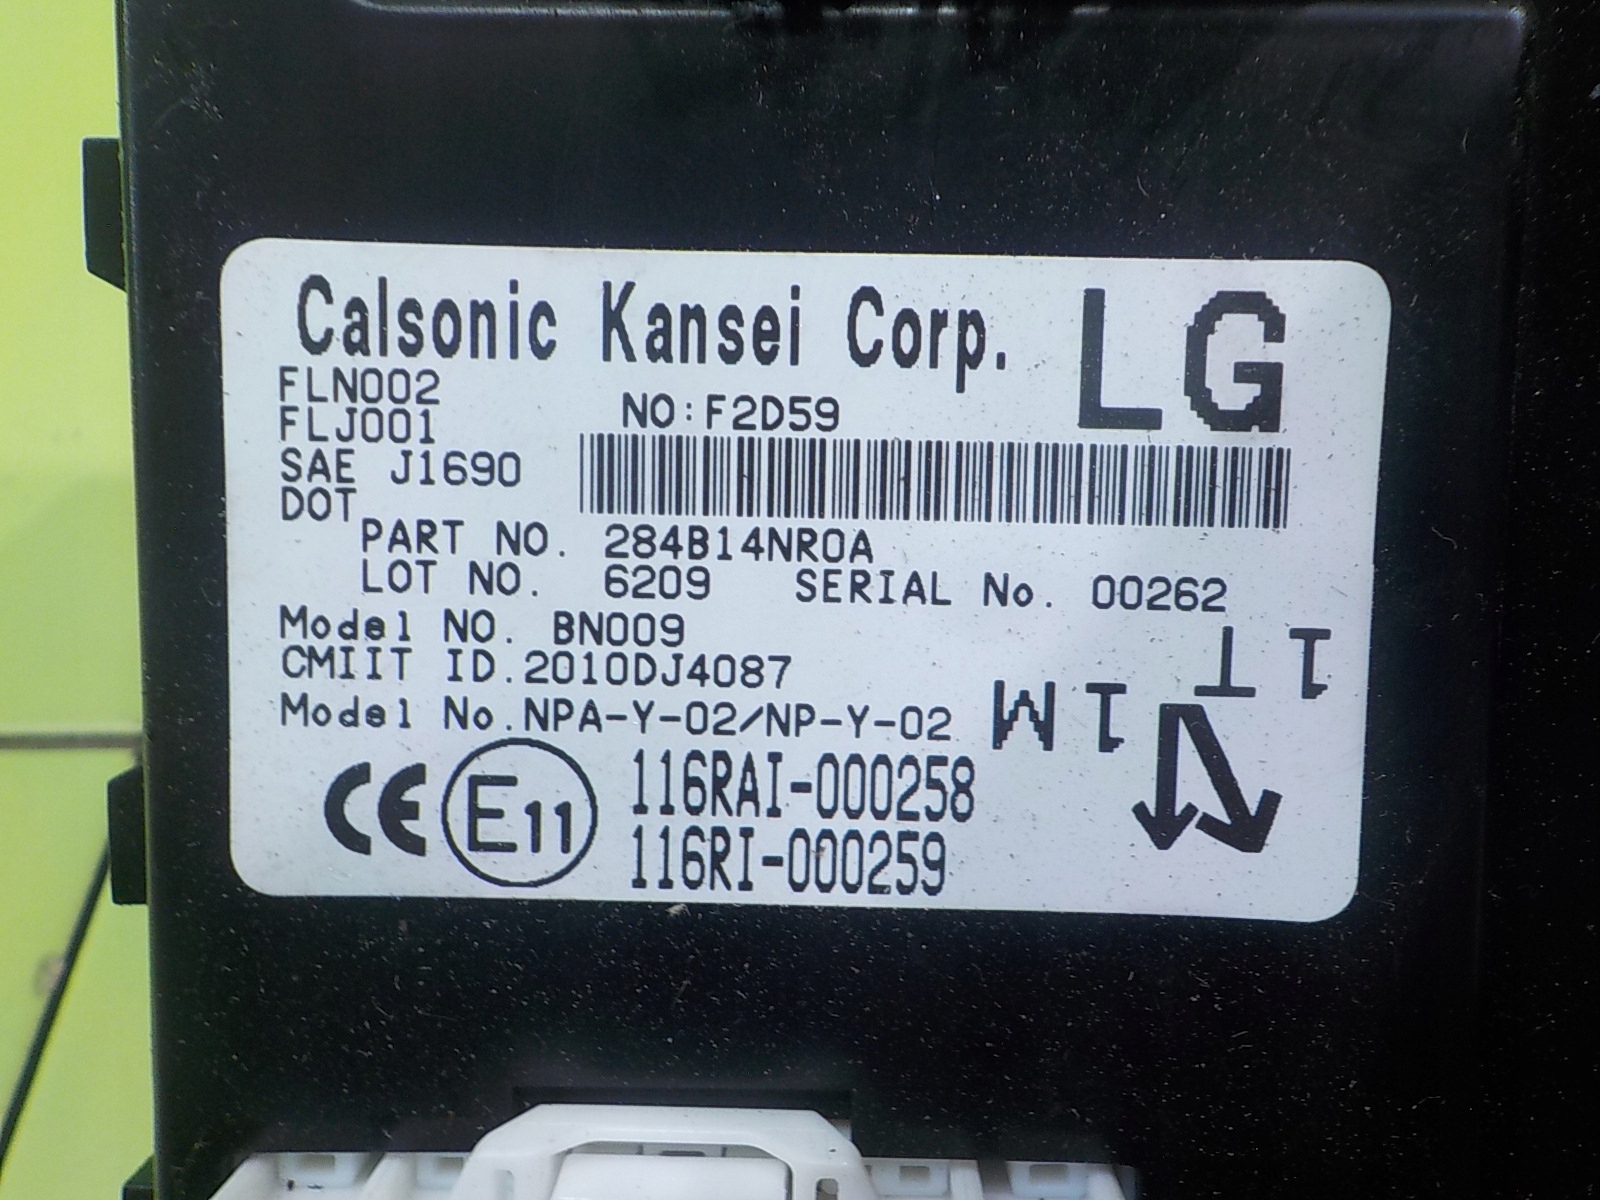 Calsonic Kansei Corp. LG
FLN002
FLJ001 NO:F2D59
SAE J1690
DOT
PART NO. 284B14NR0A
LOT NO. 6209 SERIAL No. 00262
Model NO. BN009
CMIIT ID.2010DJ4087
1T
Model No.NPA-Y-02/NP-Y-02
1M
CE E11 116RAI-000258
116RI-000259